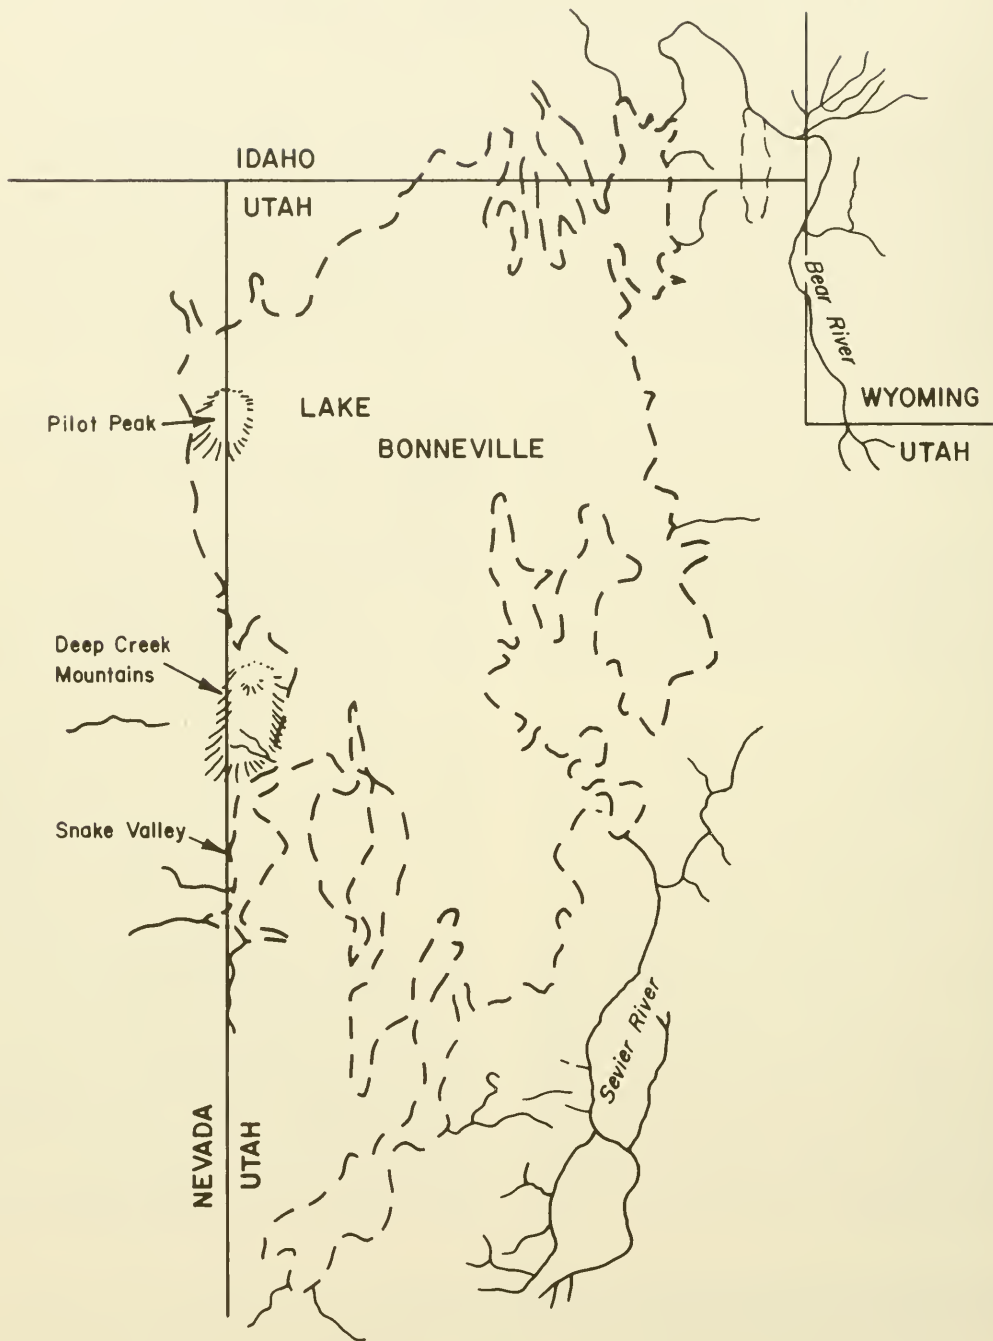 IDAHO
UTAH
Bear River
WYOMING
UTAH
Pilot Peak
LAKE
BONNEVILLE
Deep Creek
Mountains
Snake Valley
Sevier River
NEVADA
UTAH